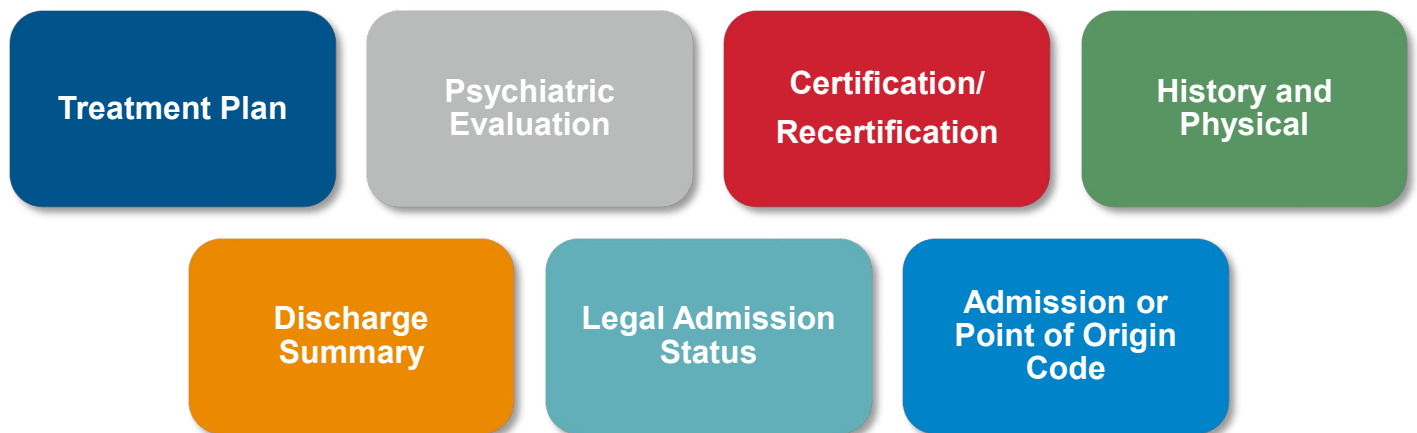 Treatment Plan
Psychiatric
Evaluation
Certification/
Recertification
History and
Physical
Discharge
Summary
Legal Admission
Status
Admission or
Point of Origin
Code